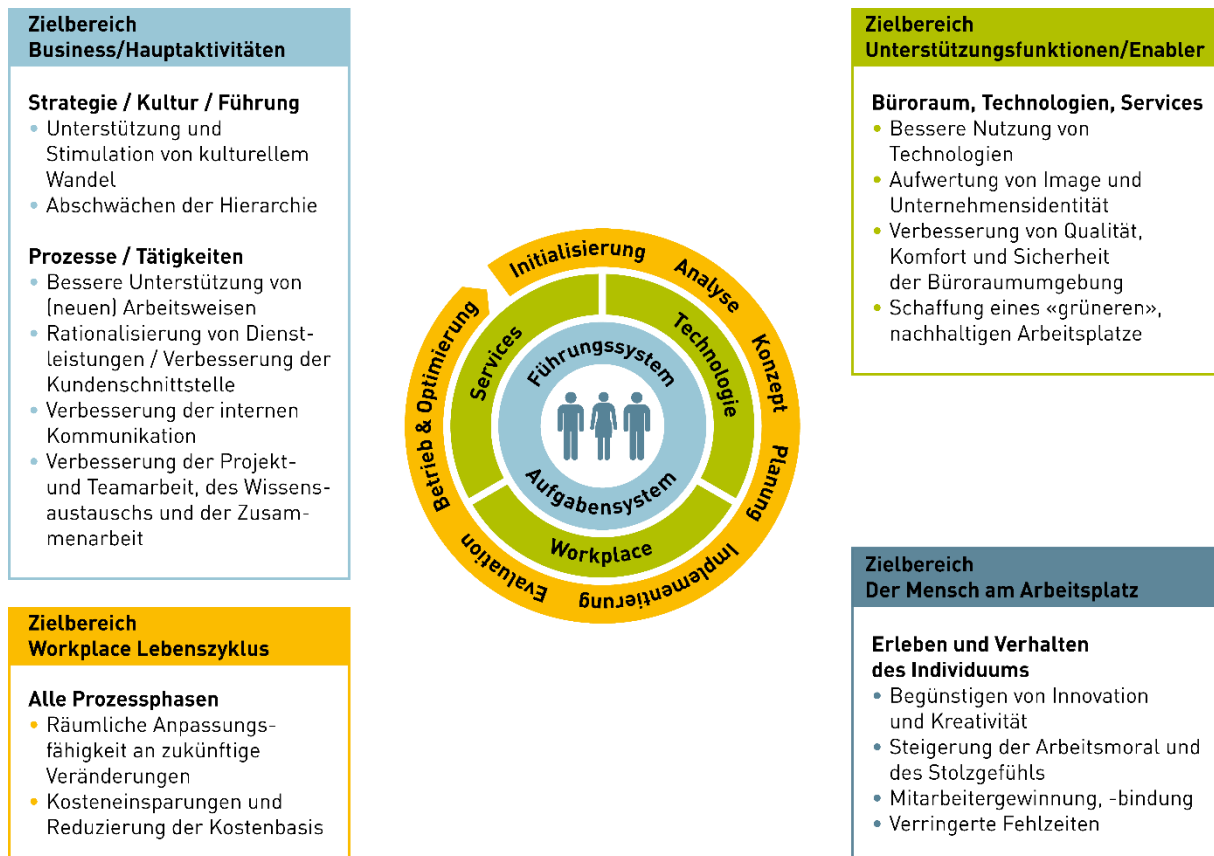 Zielbereich
Business/Hauptaktivitäten
Strategie / Kultur / Führung
• Unterstützung und
Stimulation von kulturellem
Wandel
• Abschwächen der Hierarchie
Prozesse / Tätigkeiten
• Bessere Unterstützung von
(neuen) Arbeitsweisen
• Rationalisierung von Dienst-
leistungen / Verbesserung der
Kundenschnittstelle
• Verbesserung der internen
Kommunikation
• Verbesserung der Projekt-
und Teamarbeit, des Wissens-
austauschs und der Zusam-
menarbeit
Zielbereich
Workplace Lebenszyklus
Alle Prozessphasen
• Räumliche Anpassungs-
fähigkeit an zukünftige
Veränderungen
• Kosteneinsparungen und
Reduzierung der Kostenbasis
Initialisierung
Analyse
Konzept
Planung
Implementierung
Evaluation
Betrieb & Optimierung
Services
Technologie
Workplace
Führungssystem
Aufgabensystem
Zielbereich
Unterstützungsfunktionen/Enabler
Büroraum, Technologien, Services
• Bessere Nutzung von
Technologien
• Aufwertung von Image und
Unternehmensidentität
• Verbesserung von Qualität,
Komfort und Sicherheit
der Büroraumumgebung
• Schaffung eines «grüneren»,
nachhaltigen Arbeitsplatze
Zielbereich
Der Mensch am Arbeitsplatz
Erleben und Verhalten
des Individuums
• Begünstigen von Innovation
und Kreativität
• Steigerung der Arbeitsmoral und
des Stolzgefühls
• Mitarbeitergewinnung, -bindung
• Verringerte Fehlzeiten